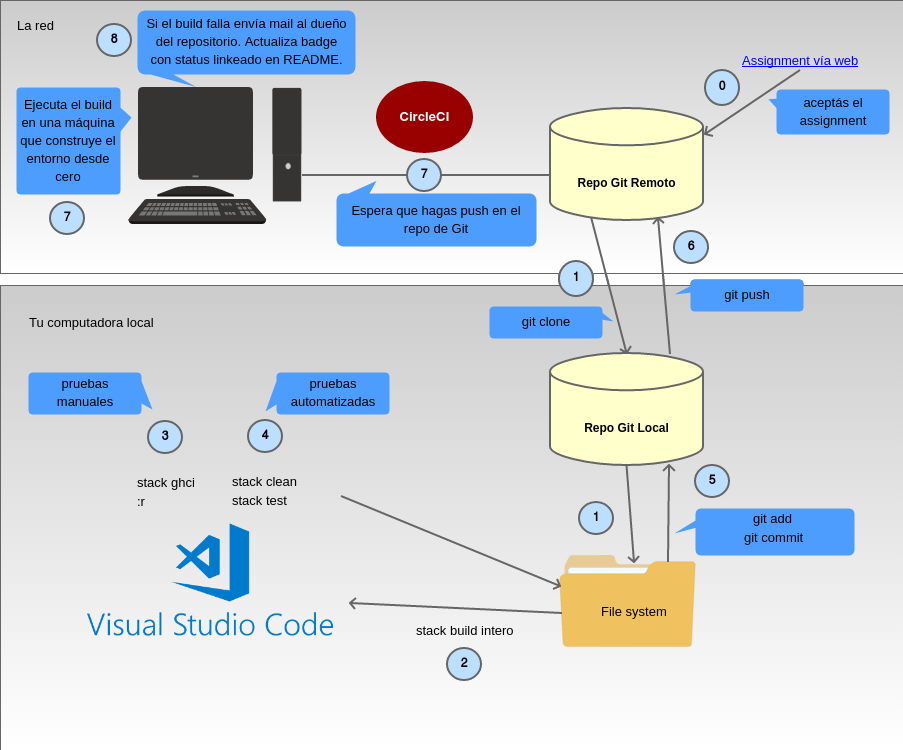 La red
8
Si el build falla envía mail al dueño
del repositorio. Actualiza badge
con status linkeado en README.
Assignment vía web
0
aceptás el
assignment
Ejecuta el build
en una máquina
que construye el
entorno desde
cero
7
CircleCI
7
Espera que hagas push en el
repo de Git
Repo Git Remoto
6
1
git push
git clone
Tu computadora local
pruebas
manuales
pruebas
automatizadas
3
4
Repo Git Local
stack ghci
:r
stack clean
stack test
5
1
git add
git commit
Visual Studio Code
File system
stack build intero
2